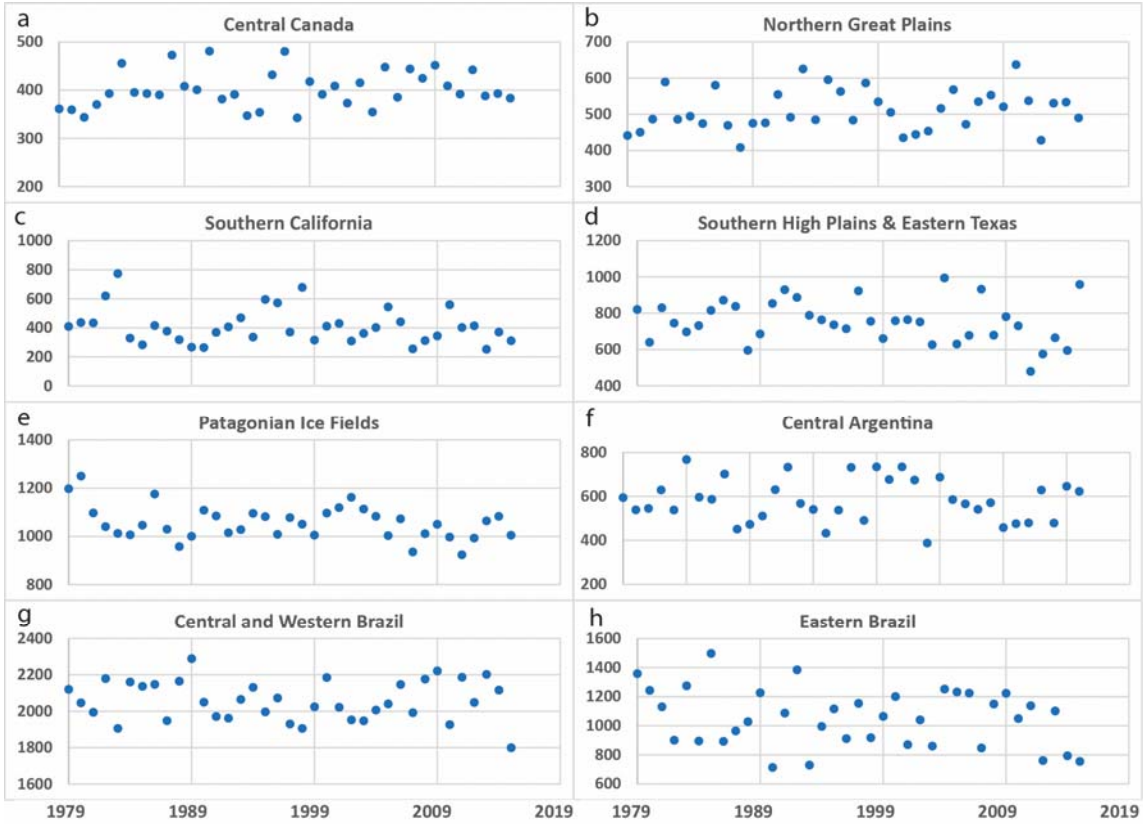 a
Central Canada
500
400
300
200
b
Northern Great Plains
700
600
500
400
300
c
Southern California
1000
800
600
400
200
0
d
Southern High Plains & Eastern Texas
1200
1000
800
600
400
e
Patagonian Ice Fields
1400
1200
1000
800
f
Central Argentina
800
600
400
200
g
Central and Western Brazil
2400
2200
2000
1800
1600
1979 1989 1999 2009 2019
h
Eastern Brazil
1600
1400
1200
1000
800
600
1979 1989 1999 2009 2019